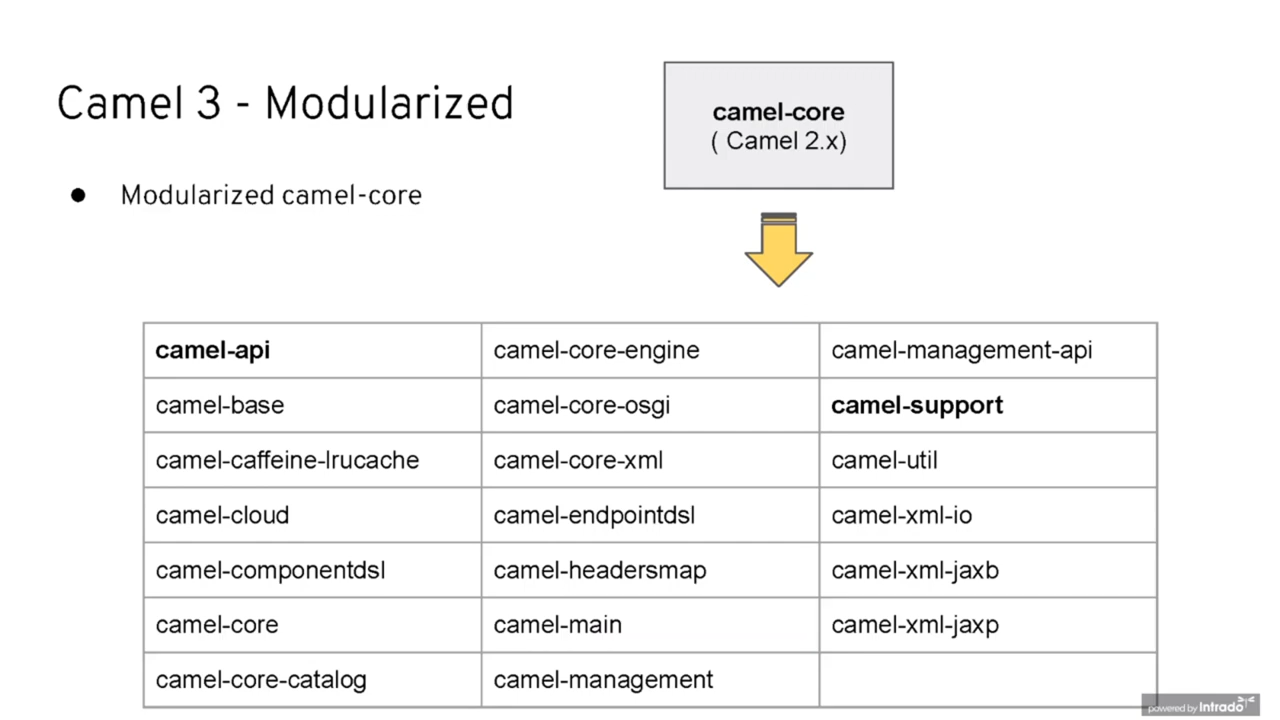 Camel 3 - Modularized
● Modularized camel-core
camel-core
( Camel 2.x)
camel-api camel-core-engine camel-management-api
camel-base camel-core-osgi camel-support
camel-caffeine-lrucache camel-core-xml camel-util
camel-cloud camel-endpointdsl camel-xml-io
camel-componentdsl camel-headersmap camel-xml-jaxb
camel-core camel-main camel-xml-jaxp
camel-core-catalog camel-management
powered by Intrado